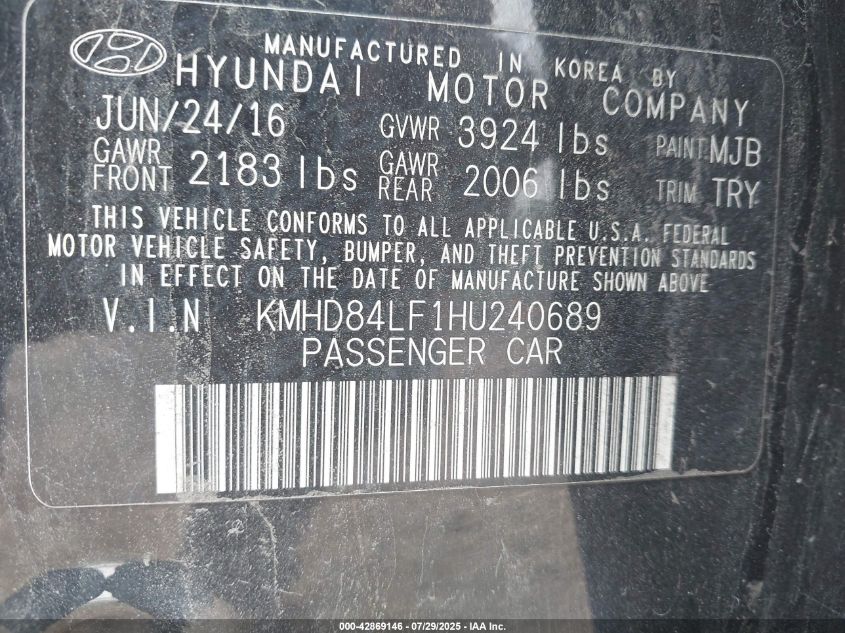 MANUFACTURED IN KOREA BY
HYUNDAI MOTOR COMPANY
JUN/24/16 GVWR 3924 lbs PAINT MJB
GAWR FRONT 2183 lbs GAWR REAR 2006 lbs TRIM TRY
THIS VEHICLE CONFORMS TO ALL APPLICABLE U.S.A. FEDERAL
MOTOR VEHICLE SAFETY, BUMPER, AND THEFT PREVENTION STANDARDS
IN EFFECT ON THE DATE OF MANUFACTURE SHOWN ABOVE
V.I.N KMHD84LF1HU240689
PASSENGER CAR
000-42869146 - 07/29/2025 - IAA Inc.